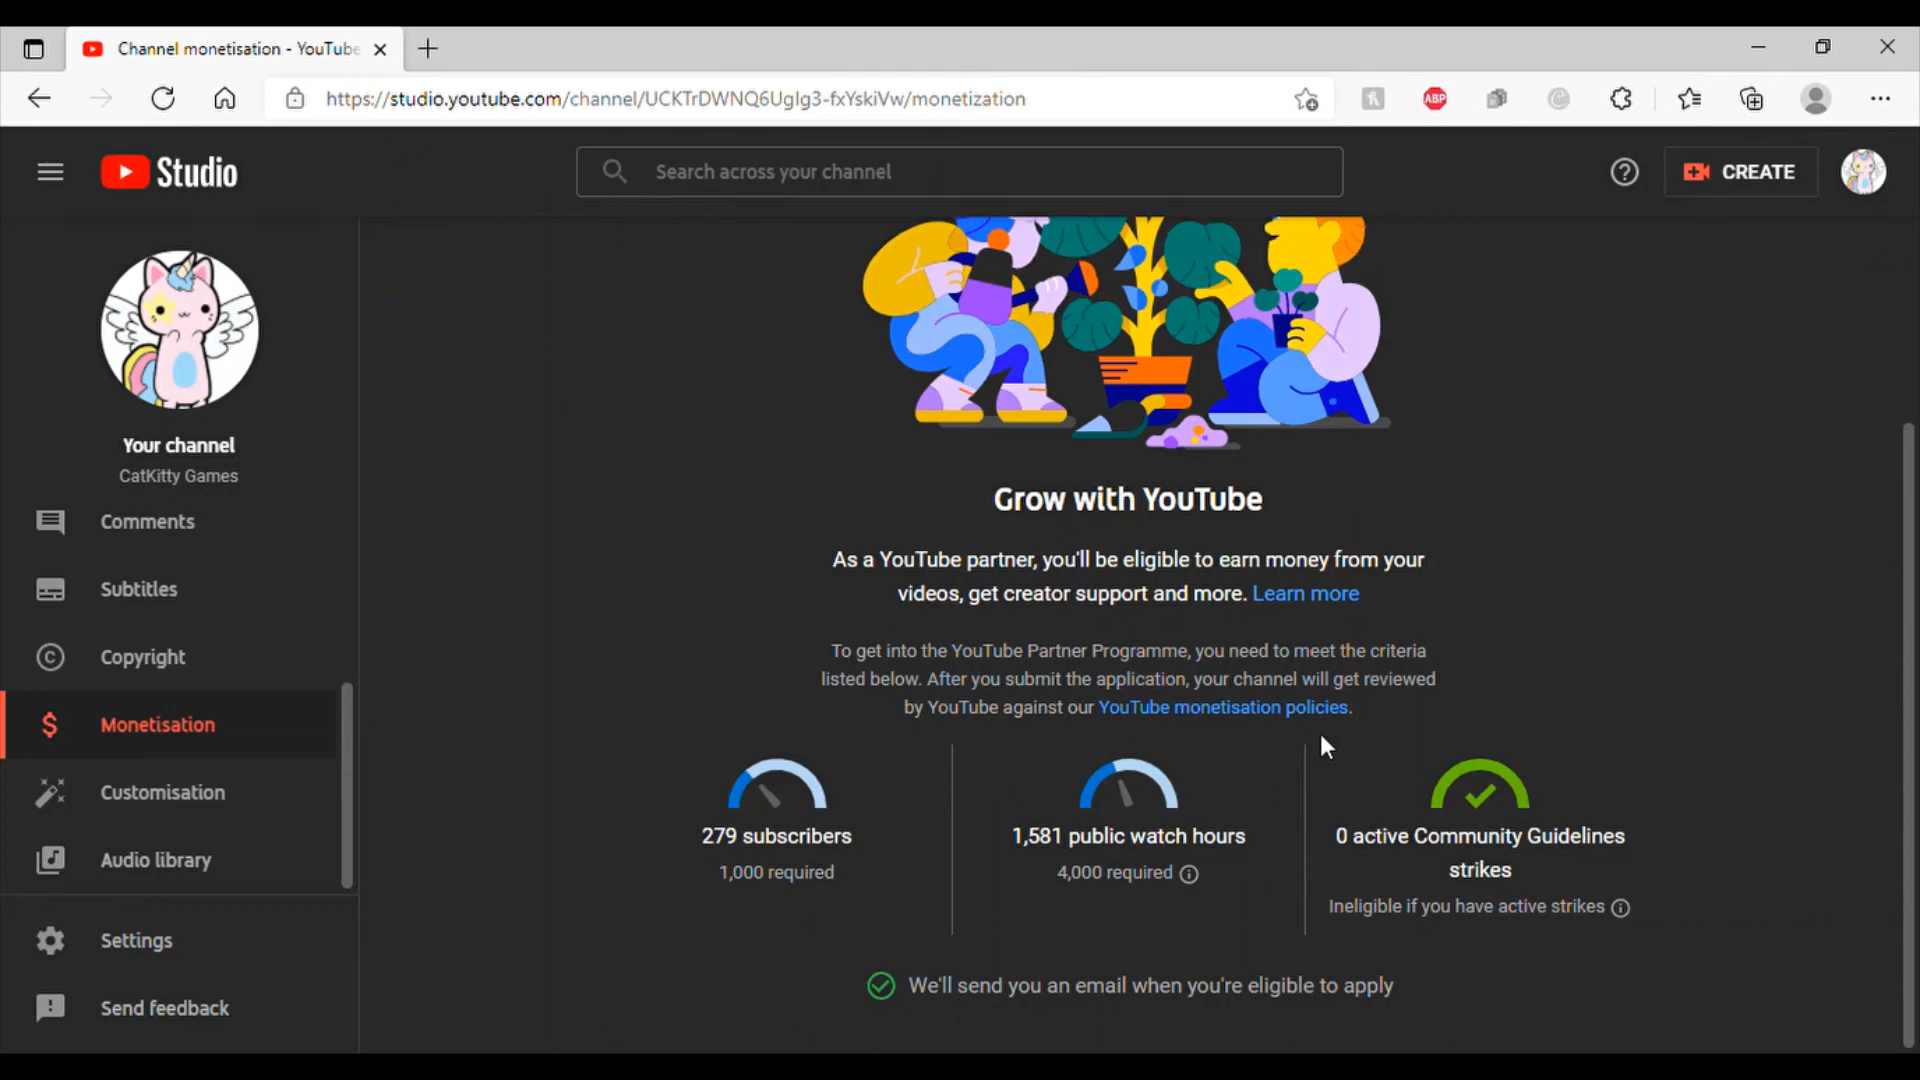 Channel monetisation - YouTube
https://studio.youtube.com/channel/UCKTrDWNQ6UgIg3-fxYskiVw/monetization
ABP
Studio
Search across your channel
CREATE
Your channel
CatKitty Games
Comments
Subtitles
Copyright
Monetisation
Customisation
Audio library
Settings
Send feedback
Grow with YouTube
As a YouTube partner, you'll be eligible to earn money from your
videos, get creator support and more. Learn more
To get into the YouTube Partner Programme, you need to meet the criteria
listed below. After you submit the application, your channel will get reviewed
by YouTube against our YouTube monetisation policies.
279 subscribers
1,000 required
1,581 public watch hours
4,000 required
0 active Community Guidelines
strikes
Ineligible if you have active strikes
We'll send you an email when you're eligible to apply